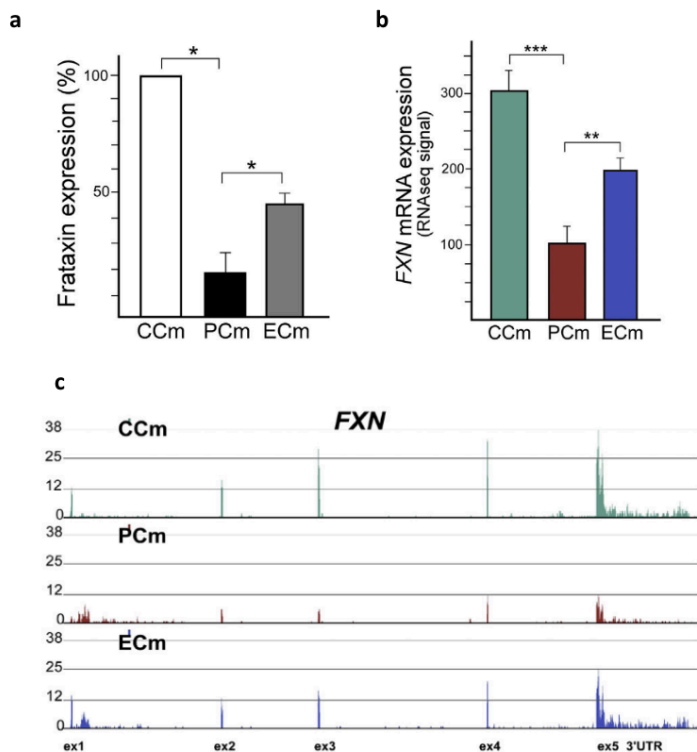 a
Frataxin expression (%)
100
50
*
*
CCm PCm ECm
b
FXN mRNA expression
(RNAseq signal)
300
200
100
***
**
CCm PCm ECm
c
FXN
38
CCm
25
12
0
38
PCm
25
12
0
38
ECm
25
12
0
ex1 ex2 ex3 ex4 ex5 3'UTR